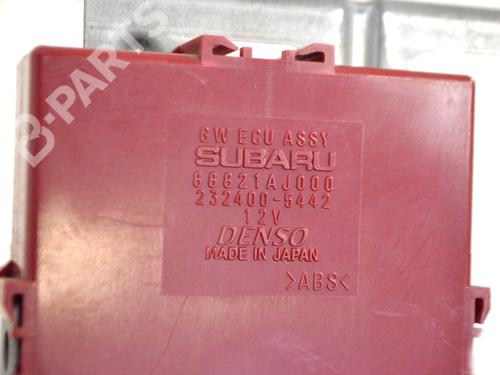 B-PARTS
GW ECU ASSY
SUBARU
88821AJ000
232400-5442
12V
DENSO
MADE IN JAPAN
>ABS<